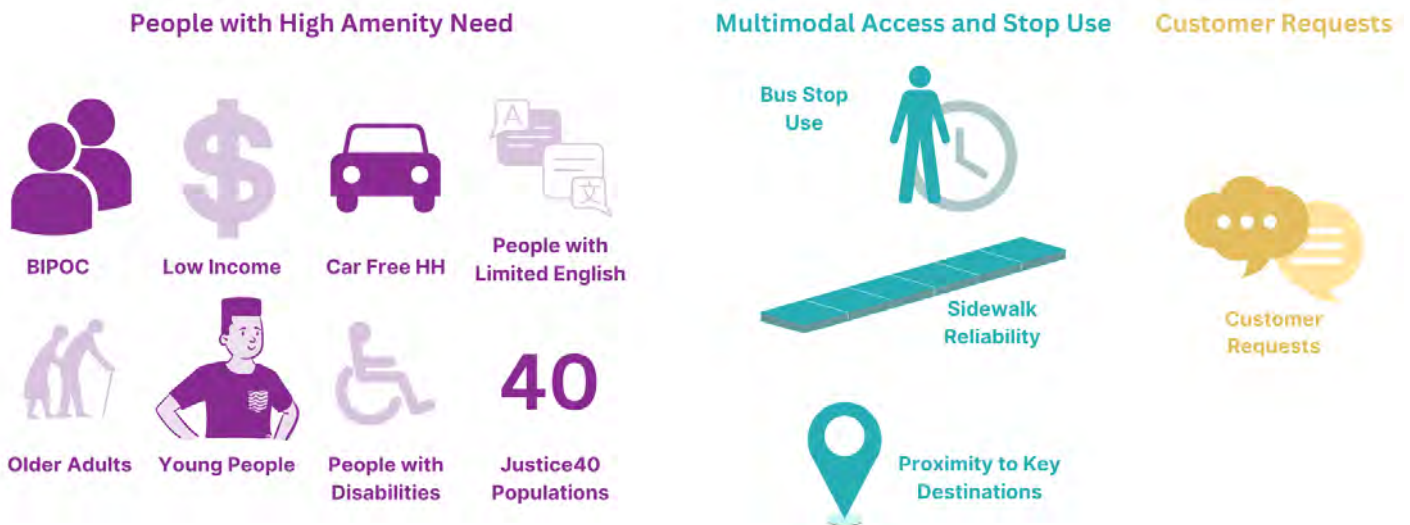 People with High Amenity Need
Multimodal Access and Stop Use
Customer Requests
BIPOC
Low Income
Car Free HH
A
文
People with
Limited English
Older Adults
Young People
People with
Disabilities
40
Justice40
Populations
Bus Stop
Use
Sidewalk
Reliability
Proximity to Key
Destinations
Customer
Requests